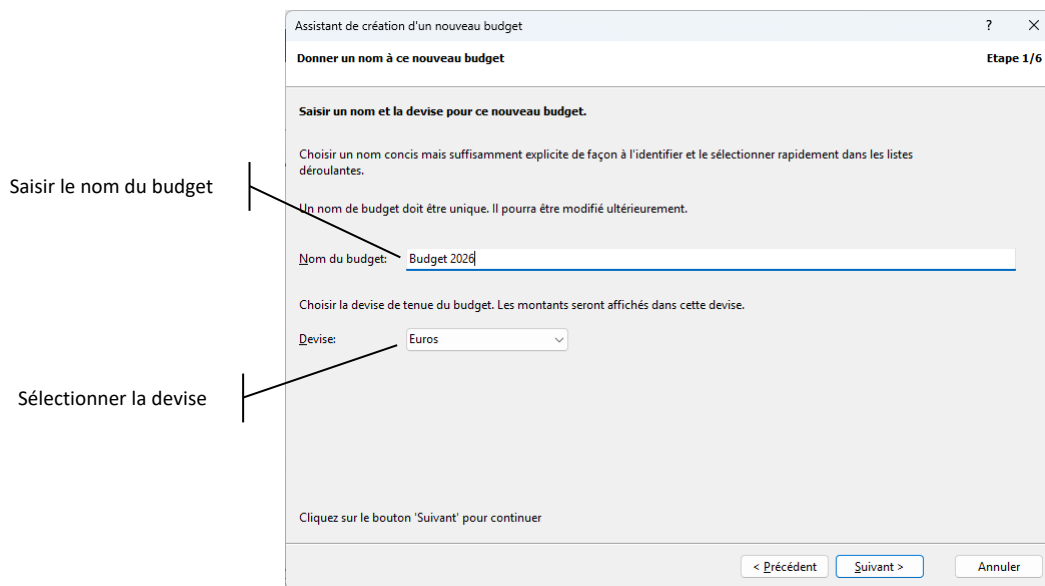 Assistant de création d'un nouveau budget
Donner un nom à ce nouveau budget
Etape 1/6
Saisir un nom et la devise pour ce nouveau budget.
Choisir un nom concis mais suffisamment explicite de façon à l'identifier et le sélectionner rapidement dans les listes
déroulantes.
Saisir le nom du budget
Un nom de budget doit être unique. Il pourra être modifié ultérieurement.
Nom du budget: Budget 2026
Choisir la devise de tenue du budget. Les montants seront affichés dans cette devise.
Devise: Euros
Sélectionner la devise
Cliquez sur le bouton 'Suivant' pour continuer
< Précédent Suivant > Annuler